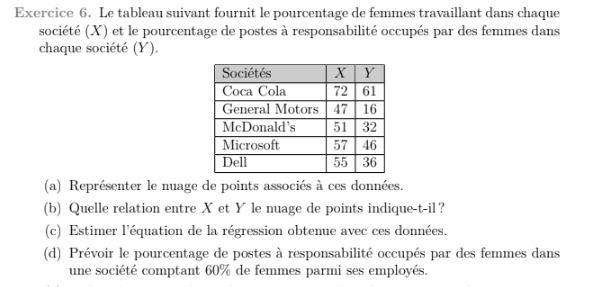 Exercice 6. Le tableau suivant fournit le pourcentage de femmes travaillant dans chaque
société (X) et le pourcentage de postes à responsabilité occupés par des femmes dans
chaque société (Y).
Sociétés X Y
Coca Cola 72 61
General Motors 47 16
McDonald's 51 32
Microsoft 57 46
Dell 55 36
(a) Représenter le nuage de points associés à ces données.
(b) Quelle relation entre X et Y le nuage de points indique-t-il ?
(c) Estimer l'équation de la régression obtenue avec ces données.
(d) Prévoir le pourcentage de postes à responsabilité occupés par des femmes dans
une société comptant 60% de femmes parmi ses employés.